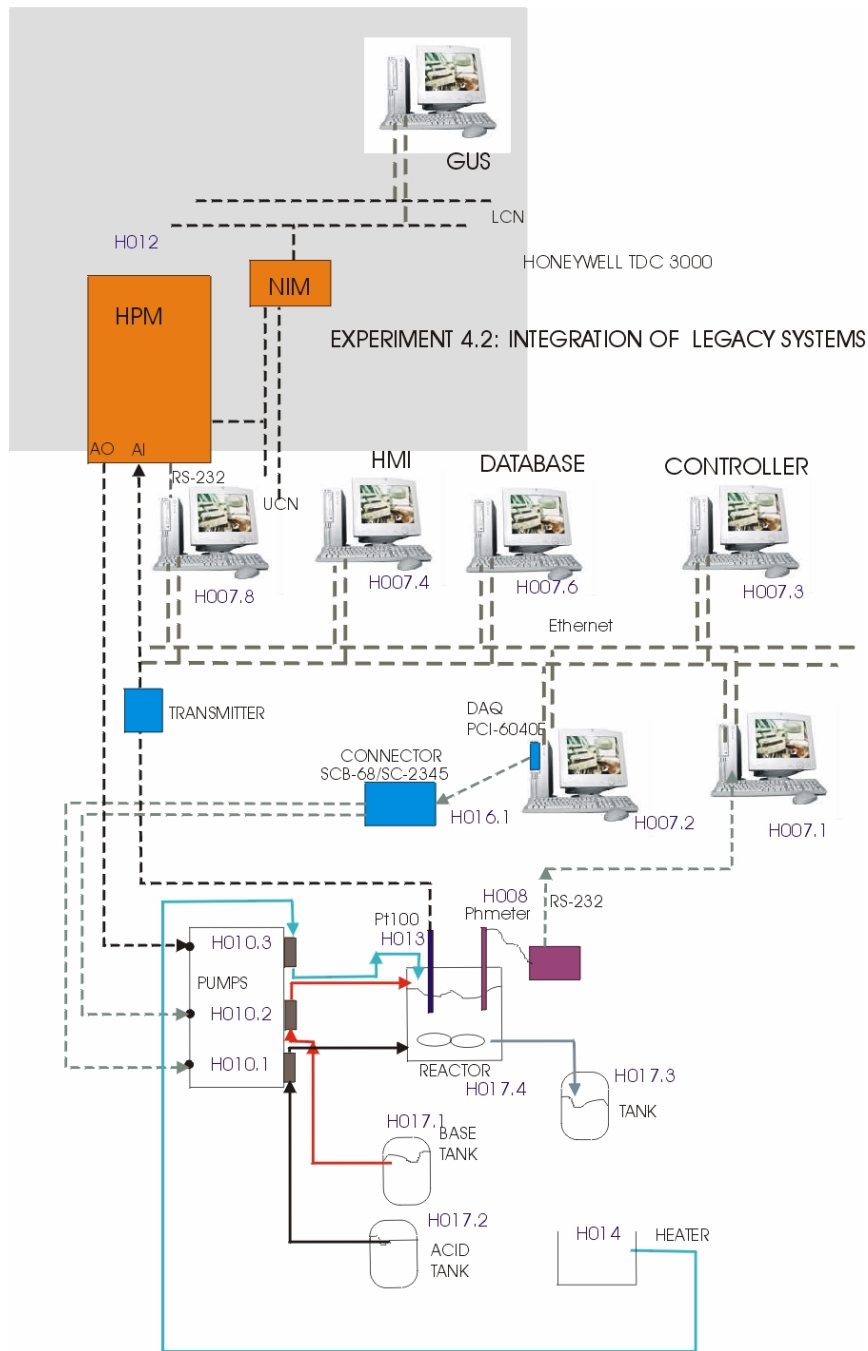 GUS
LCN
H012
HONEYWELL TDC 3000
NIM
HPM
EXPERIMENT 4.2: INTEGRATION OF LEGACY SYSTEMS
AO
AI
RS-232
UCN
HMI
DATABASE
CONTROLLER
H007.8
H007.4
H007.6
H007.3
Ethernet
TRANSMITTER
DAQ
PCI-6040E
CONNECTOR
SCB-68/SC-2345
H016.1
H007.2
H007.1
H008
Phmeter
RS-232
Pt100
H013
H010.3
PUMPS
H010.2
H010.1
REACTOR
H017.4
H017.3
TANK
H017.1
BASE
TANK
H017.2
ACID
TANK
H014
HEATER